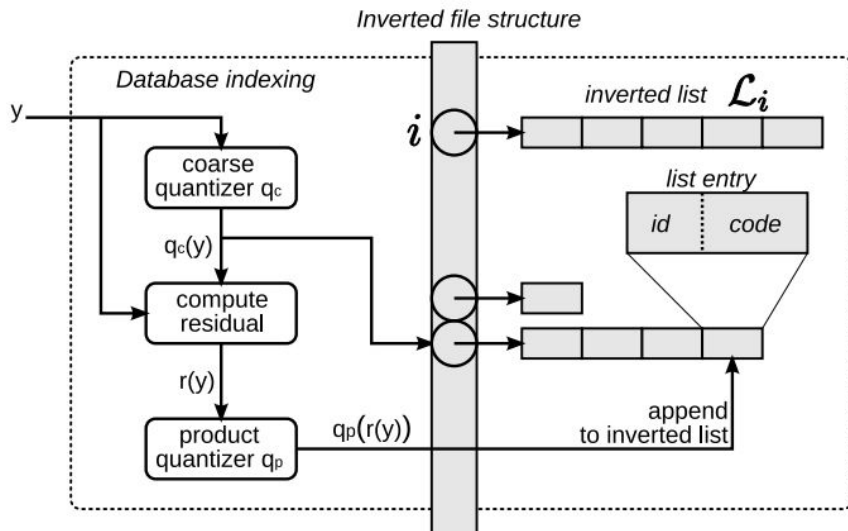 Inverted file structure
Database indexing
y
coarse
quantizer qc
qc(y)
compute
residual
r(y)
product
quantizer qp
qp(r(y))
i
inverted list ℒi
list entry
id
code
append
to inverted list